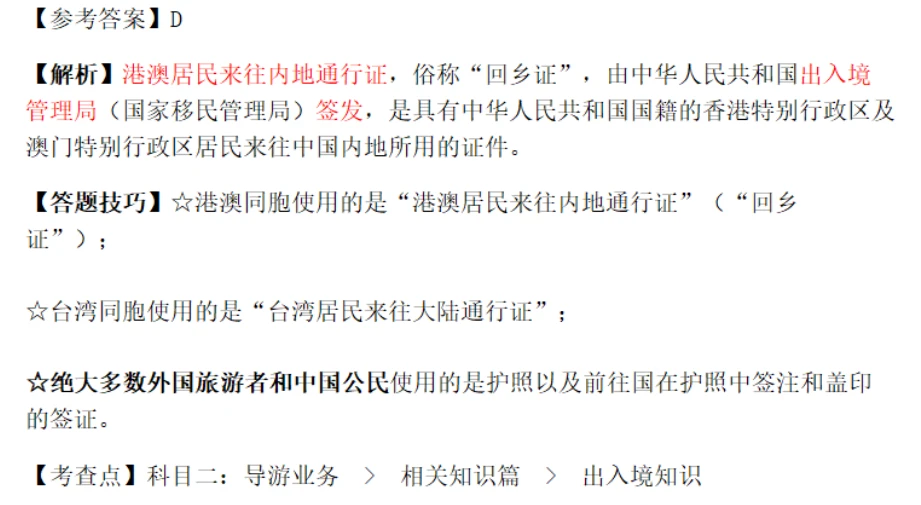 【参考答案】D
【解析】港澳居民来往内地通行证，俗称“回乡证”，由中华人民共和国出入境
管理局（国家移民管理局）签发，是具有中华人民共和国国籍的香港特别行政区及
澳门特别行政区居民来往中国内地所用的证件。
【答题技巧】☆港澳同胞使用的是“港澳居民来往内地通行证”（“回乡
证”）；
☆台湾同胞使用的是“台湾居民来往大陆通行证”；
☆绝大多数外国旅游者和中国公民使用的是护照以及前往国在护照中签注和盖印
的签证。
【考查点】科目二：导游业务 > 相关知识篇 > 出入境知识